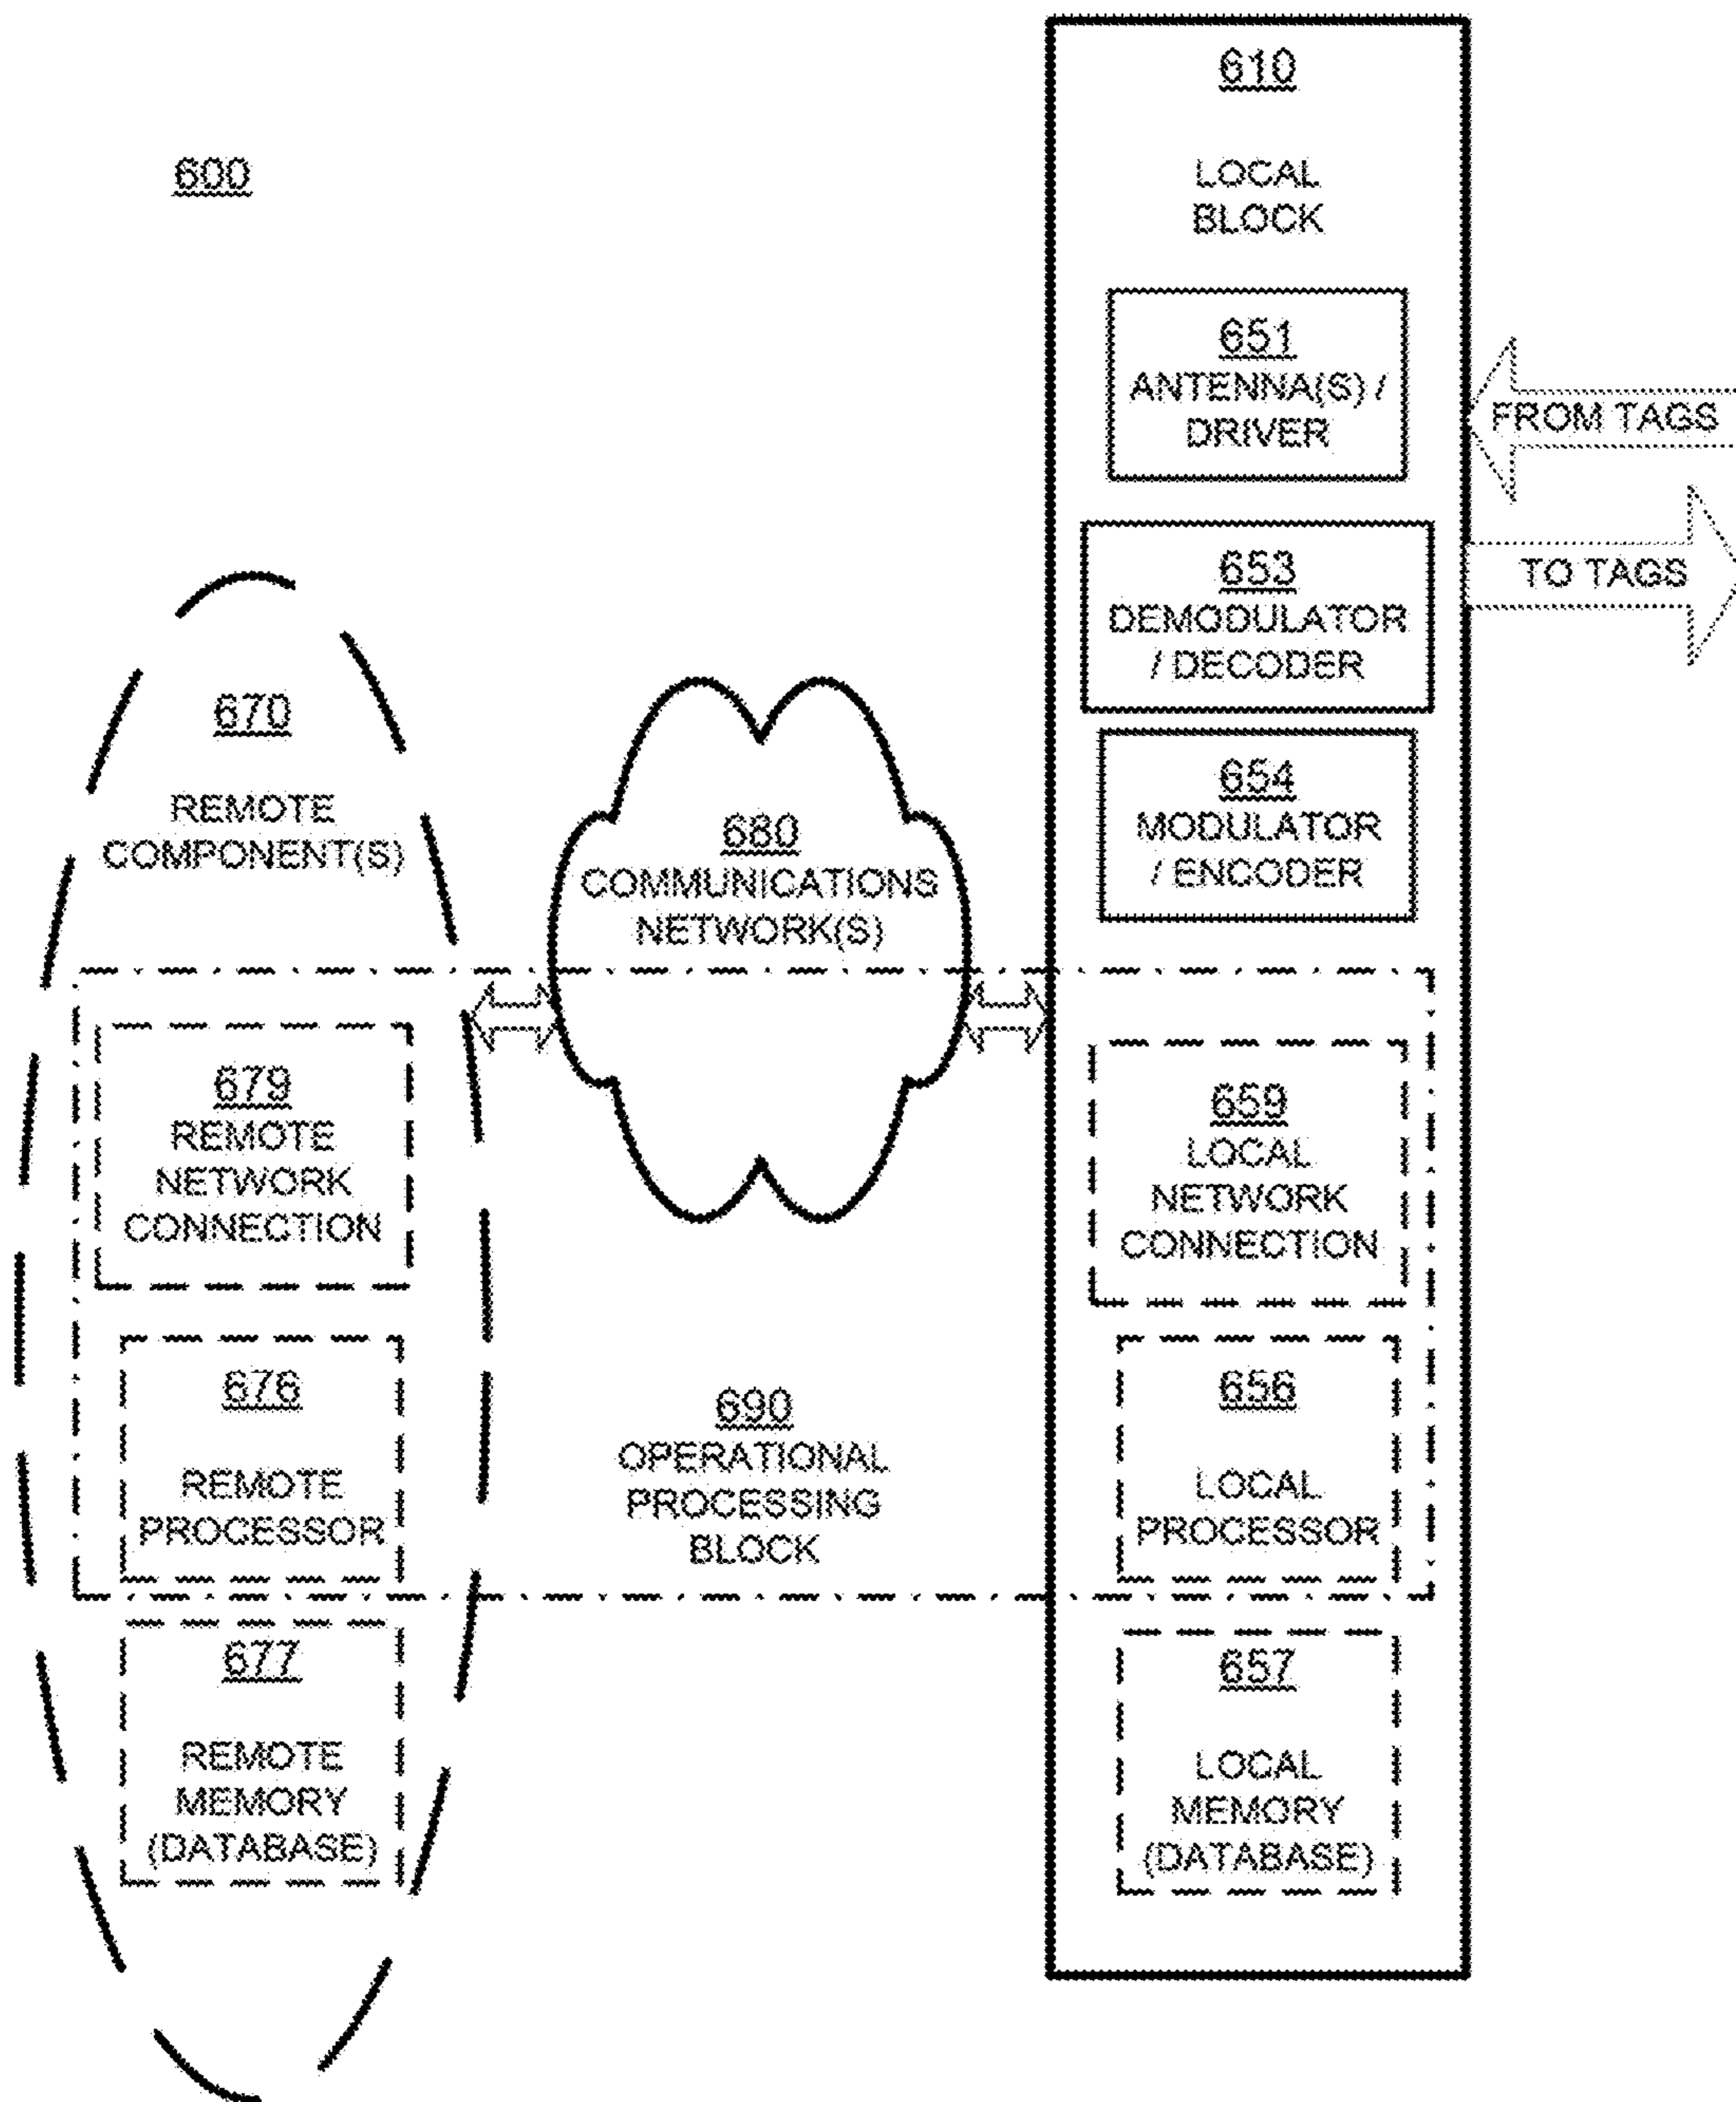 600
610
LOCAL
BLOCK
651
ANTENNA(S) /
DRIVER
FROM TAGS
653
DEMODULATOR
/ DECODER
TO TAGS
654
MODULATOR
/ ENCODER
670
REMOTE
COMPONENT(S)
680
COMMUNICATIONS
NETWORK(S)
679
REMOTE
NETWORK
CONNECTION
659
LOCAL
NETWORK
CONNECTION
676
REMOTE
PROCESSOR
690
OPERATIONAL
PROCESSING
BLOCK
656
LOCAL
PROCESSOR
677
REMOTE
MEMORY
(DATABASE)
657
LOCAL
MEMORY
(DATABASE)